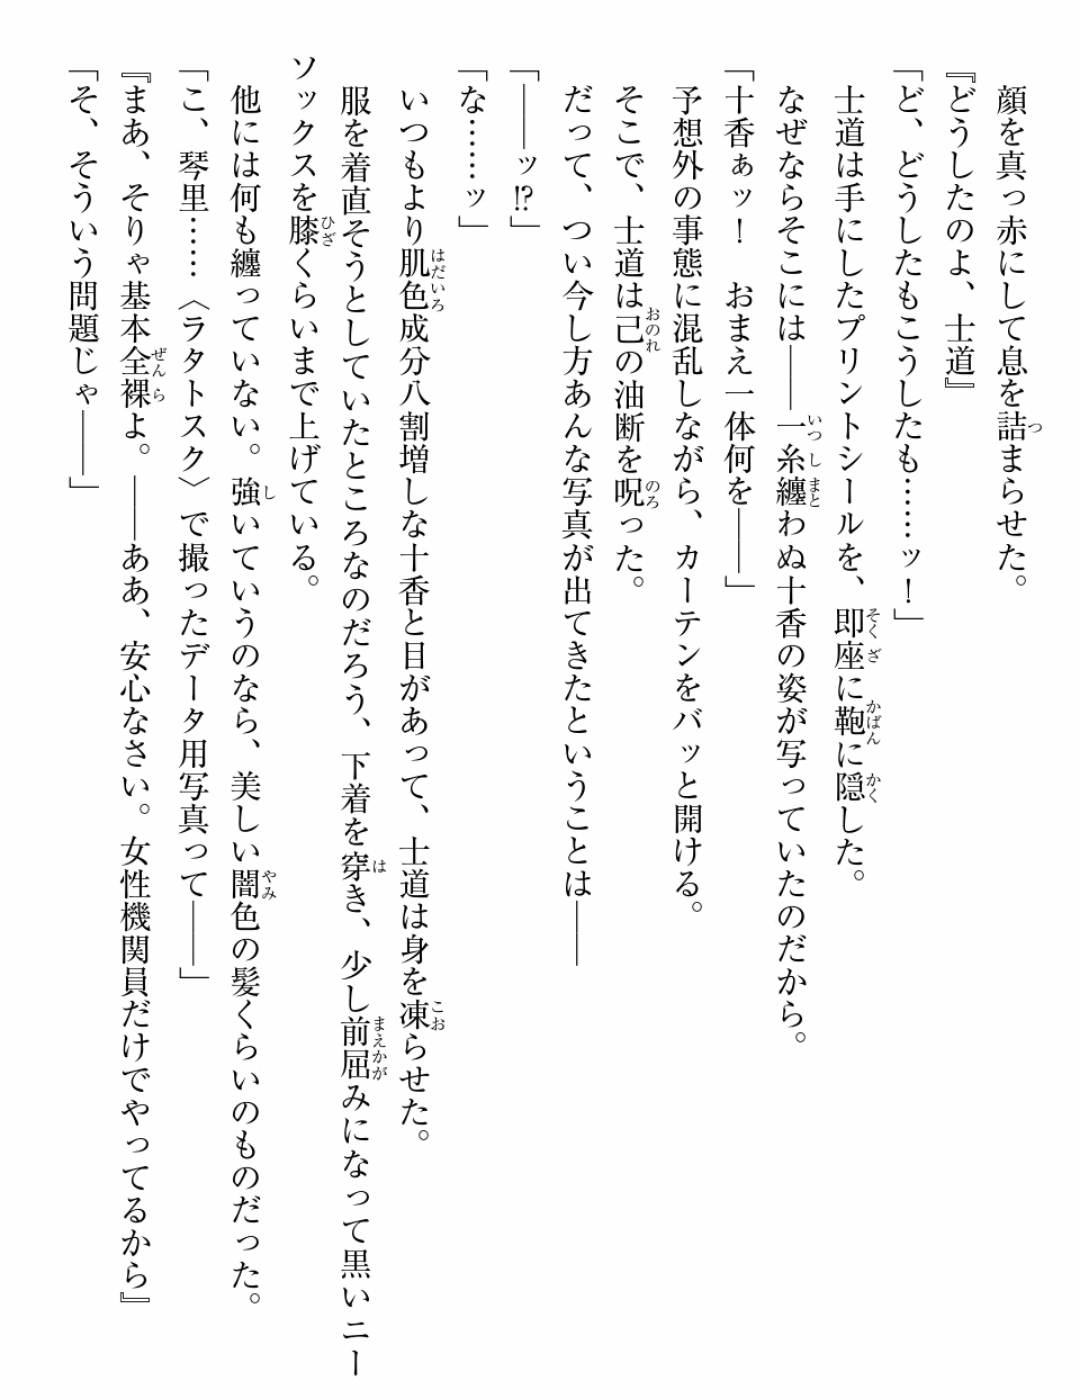 顔を真っ赤にして息を詰まらせた。
『どうしたのよ、士道』
「ど、どうしたもこうしたも……ッ！」
士道は手にしたプリントシールを、即座に鞄に隠した。
なぜならそこには――一糸纏わぬ十香の姿が写っていたのだから。
「十香ぁッ！　おまえ一体何を――」
予想外の事態に混乱しながら、カーテンをバッと開ける。
そこで、士道は己の油断を呪った。
だって、つい今し方あんな写真が出てきたということは――
「――ッ!?」
「な……ッ」
いつもより肌色成分八割増しな十香と目があって、士道は身を凍らせた。
服を着直そうとしていたところなのだろう、下着を穿き、少し前屈みになって黒いニー
ソックスを膝くらいまで上げている。
他には何も纏っていない。強いていうのなら、美しい闇色の髪くらいのものだった。
「こ、琴里……〈ラタトスク〉で撮ったデータ用写真って――」
『まあ、そりゃ基本全裸よ。――ああ、安心なさい。女性機関員だけでやってるから』
「そ、そういう問題じゃ――」